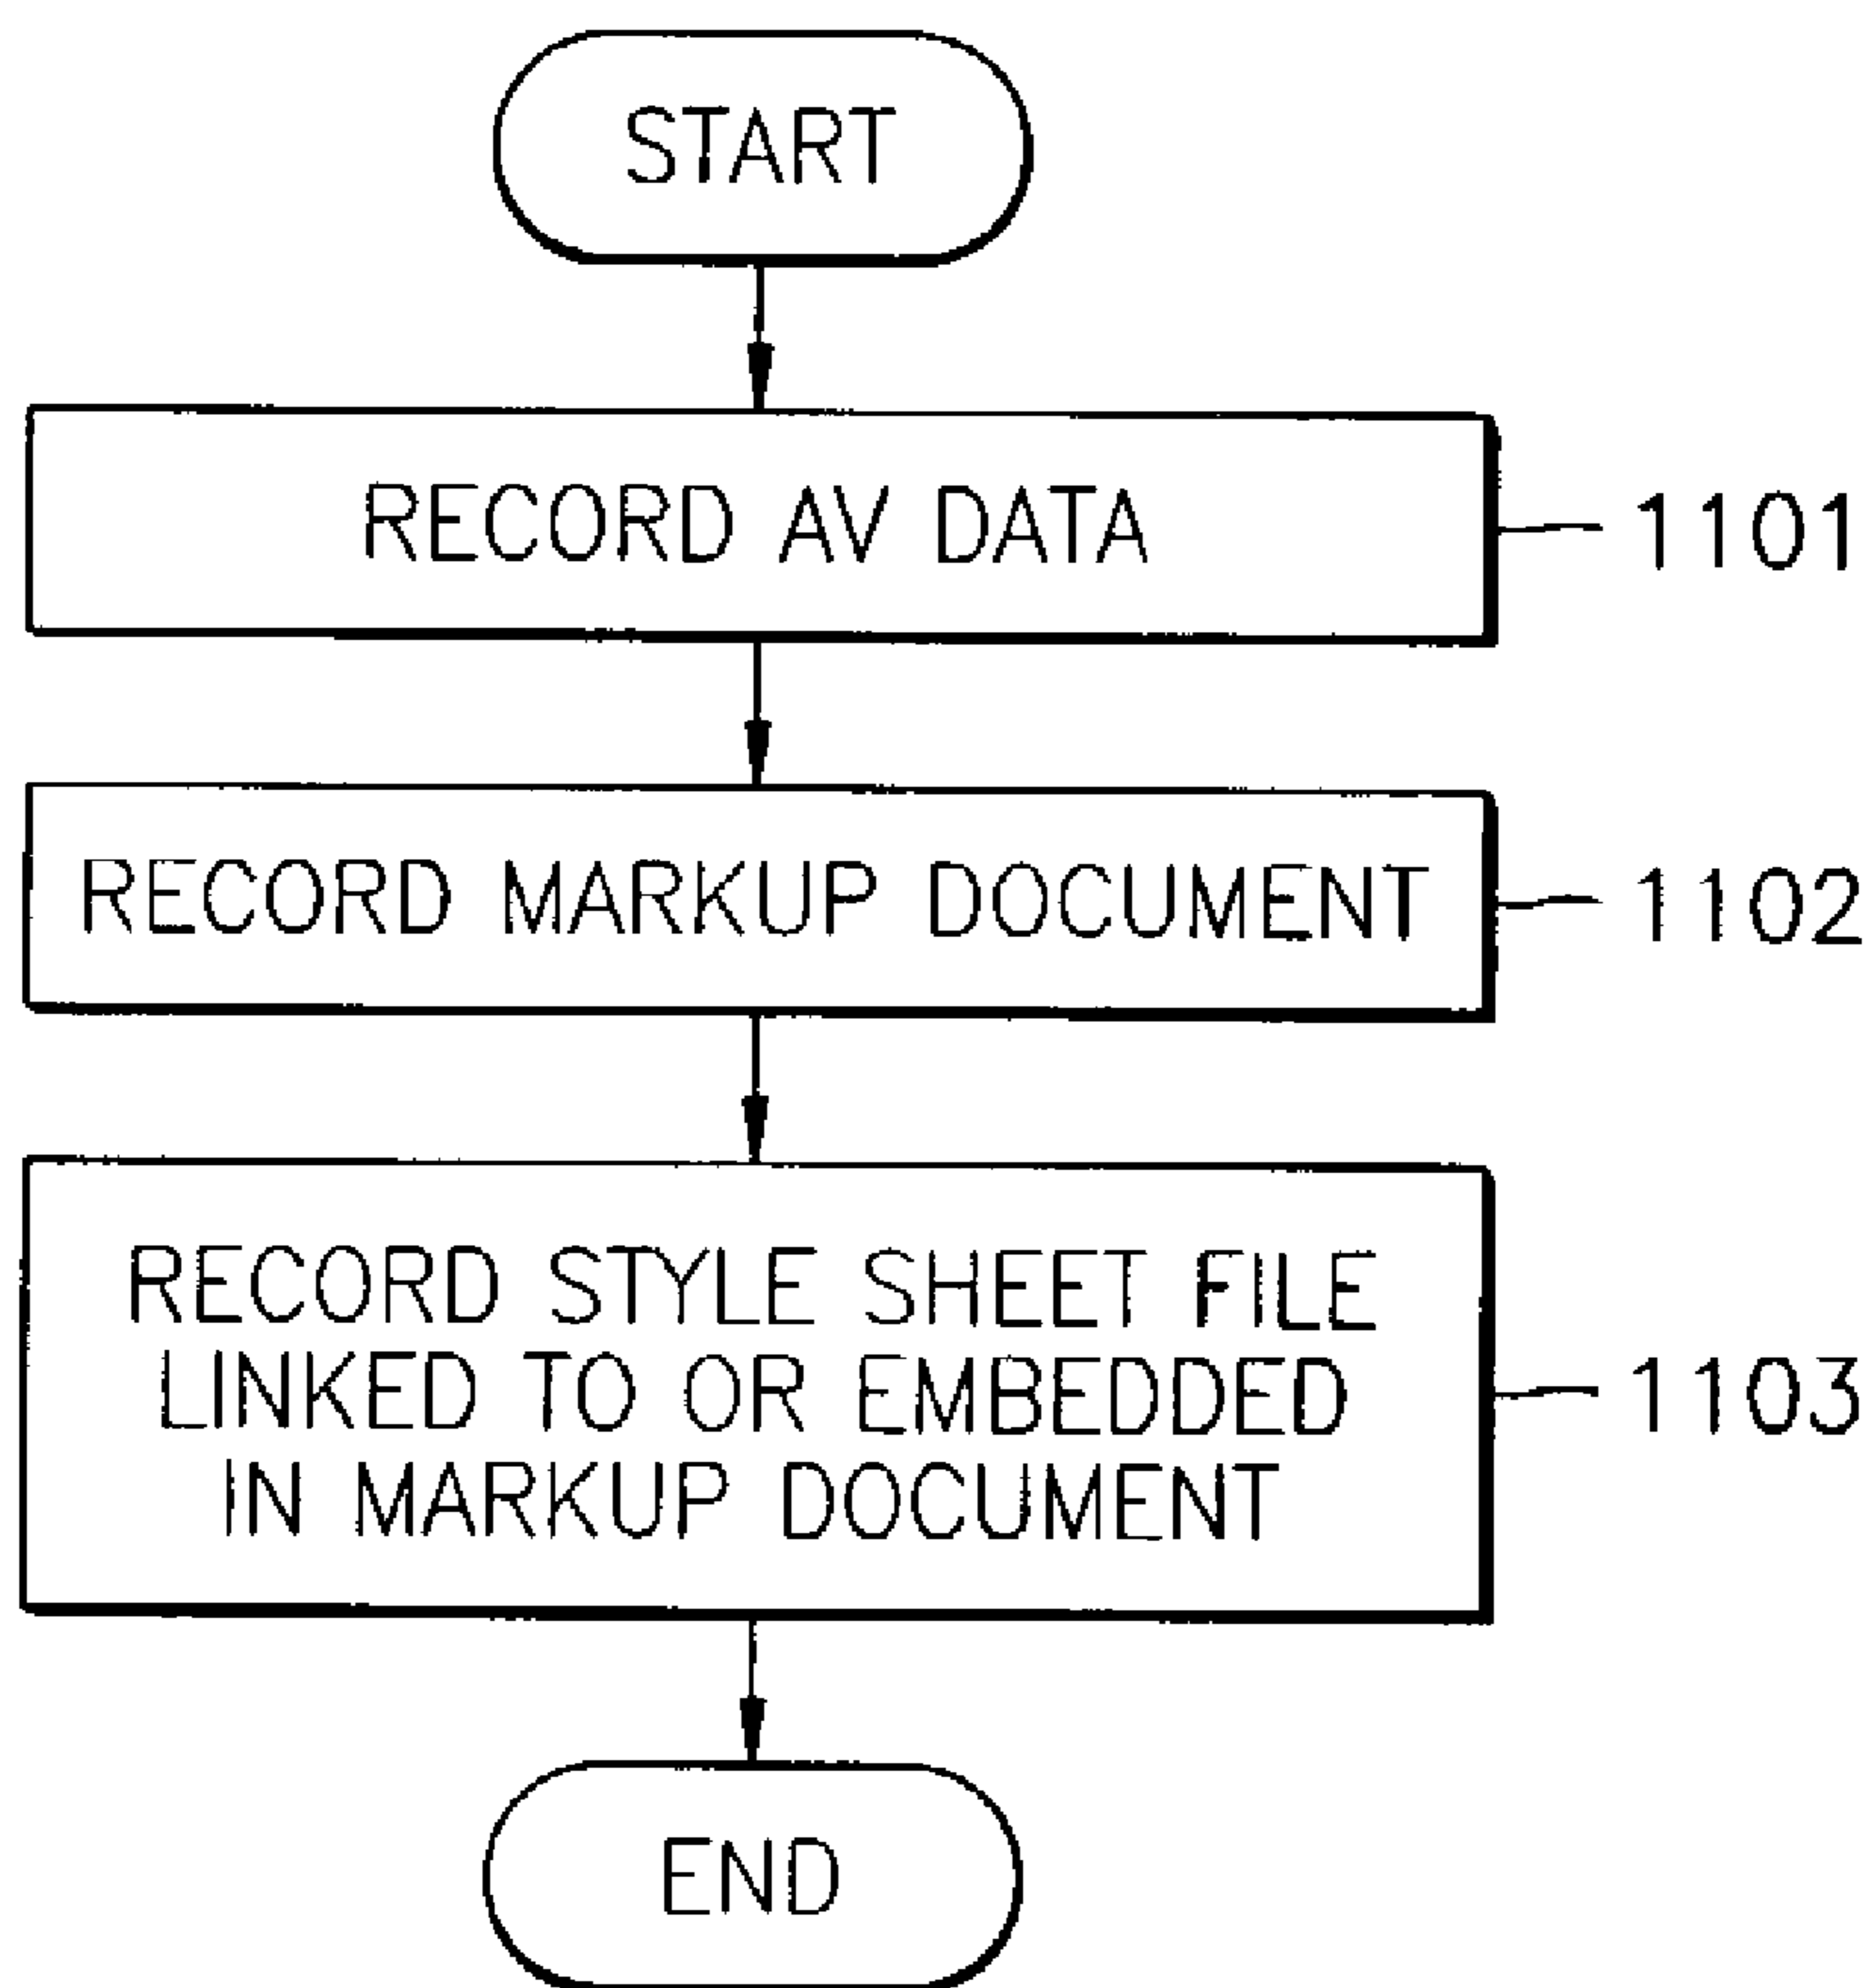 START
RECORD AV DATA
1101
RECORD MARKUP DOCUMENT
1102
RECORD STYLE SHEET FILE
LINKED TO OR EMBEDDED
IN MARKUP DOCUMENT
1103
END